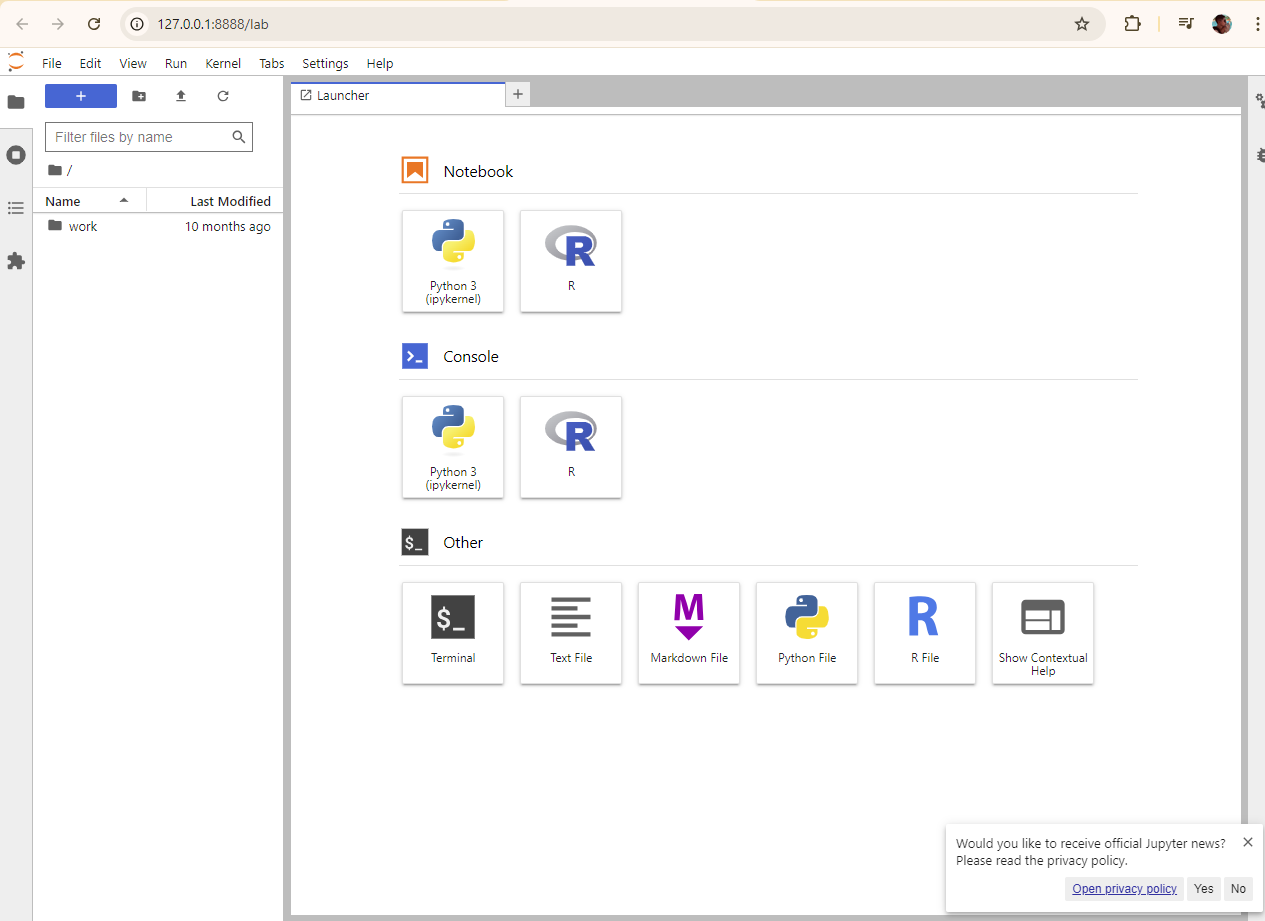 127.0.0.1:8888/lab
File Edit View Run Kernel Tabs Settings Help
+
Launcher
+
Filter files by name
/
Name Last Modified
work 10 months ago
Notebook
Python 3
(ipykernel)
R
R
Console
>_
Python 3
(ipykernel)
R
R
$_
Other
$_
Terminal
Text File
M
Markdown File
Python File
R
R File
Show Contextual
Help
Would you like to receive official Jupyter news?
Please read the privacy policy.
Open privacy policy Yes No